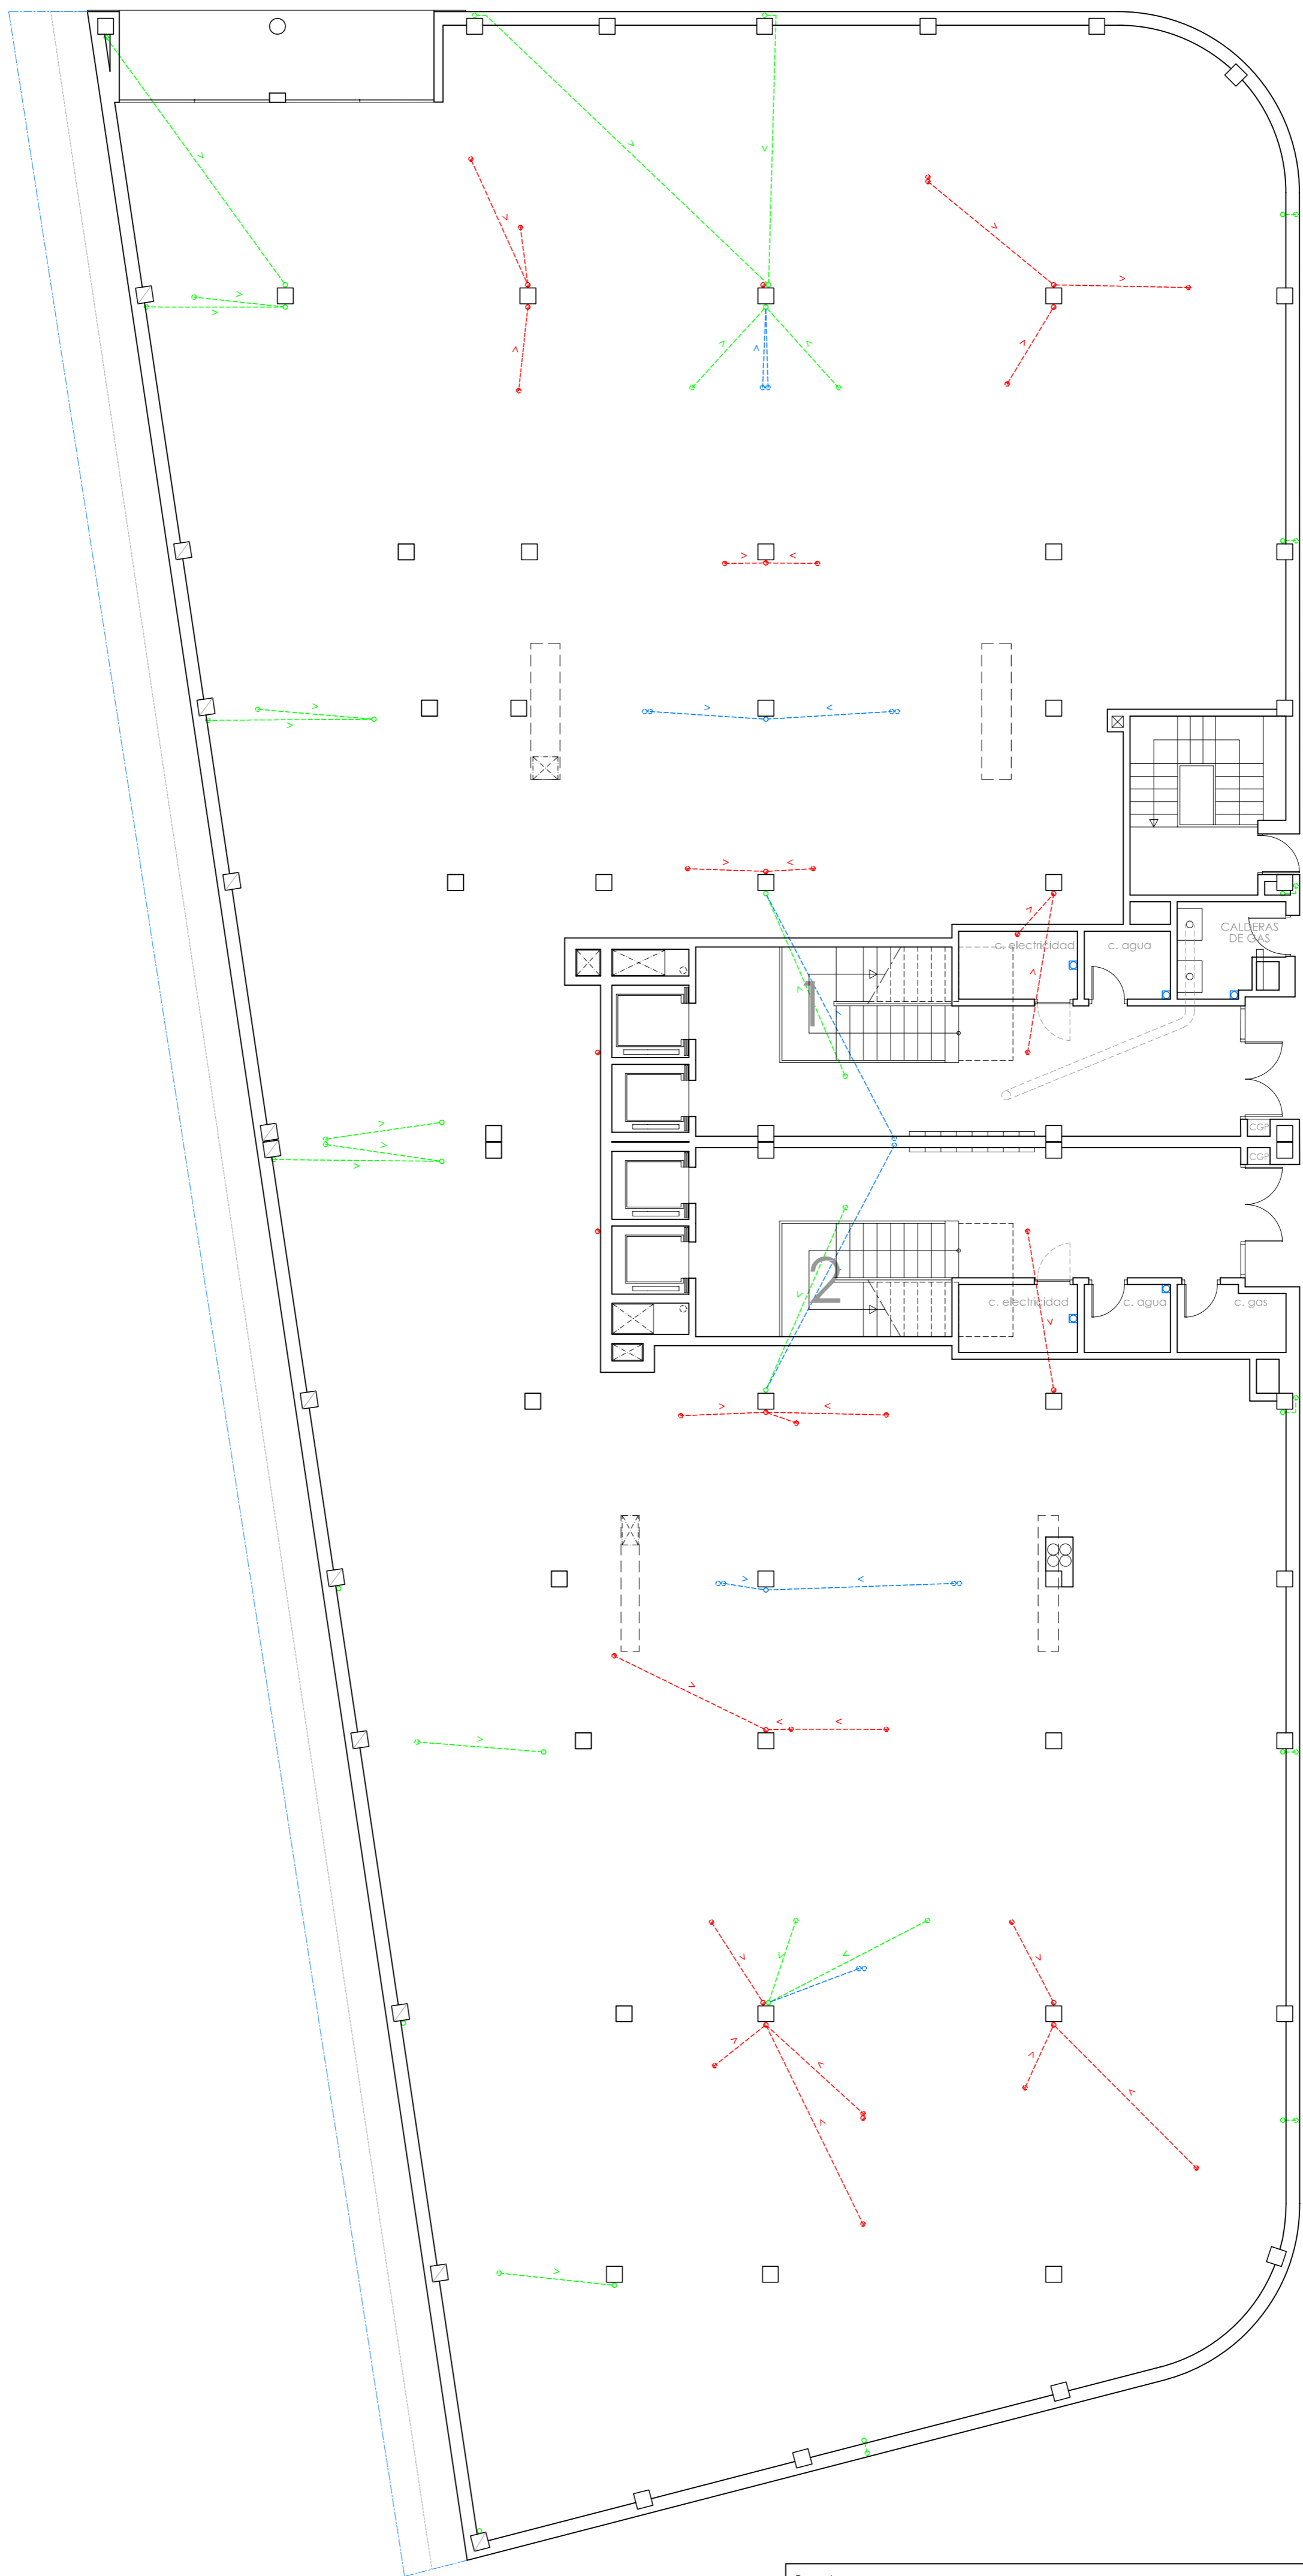 c. electricidad
c. agua
CALDERAS
DE GAS
1
CGP
CGP
2
c. electricidad
c. agua
c. gas